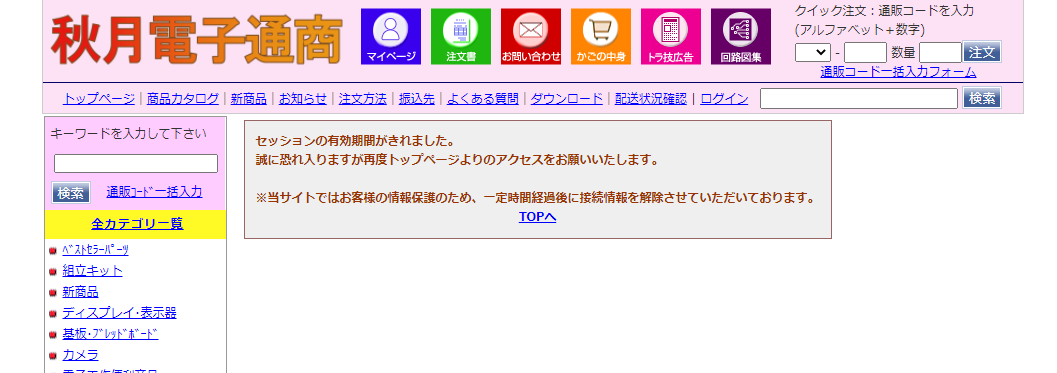 秋月電子通商
マイページ
注文書
お問い合わせ
かごの中身
トラ技広告
回路図集
クイック注文：通販コードを入力
(アルファベット＋数字)
- 数量 注文
通販コード一括入力フォーム
トップページ｜商品カタログ｜新商品｜お知らせ｜注文方法｜振込先｜よくある質問｜ダウンロード｜配送状況確認 | ログイン 検索
キーワードを入力して下さい
検索 通販ｺｰﾄﾞ一括入力
全カテゴリ一覧
ﾍﾞｽﾄｾﾗｰﾊﾟｰﾂ
組立キット
新商品
ディスプレイ･表示器
基板･ﾌﾞﾚｯﾄﾞﾎﾞｰﾄﾞ
カメラ
セッションの有効期間がきれました。
誠に恐れ入りますが再度トップページよりのアクセスをお願いいたします。
※当サイトではお客様の情報保護のため、一定時間経過後に接続情報を解除させていただいております。
TOPへ